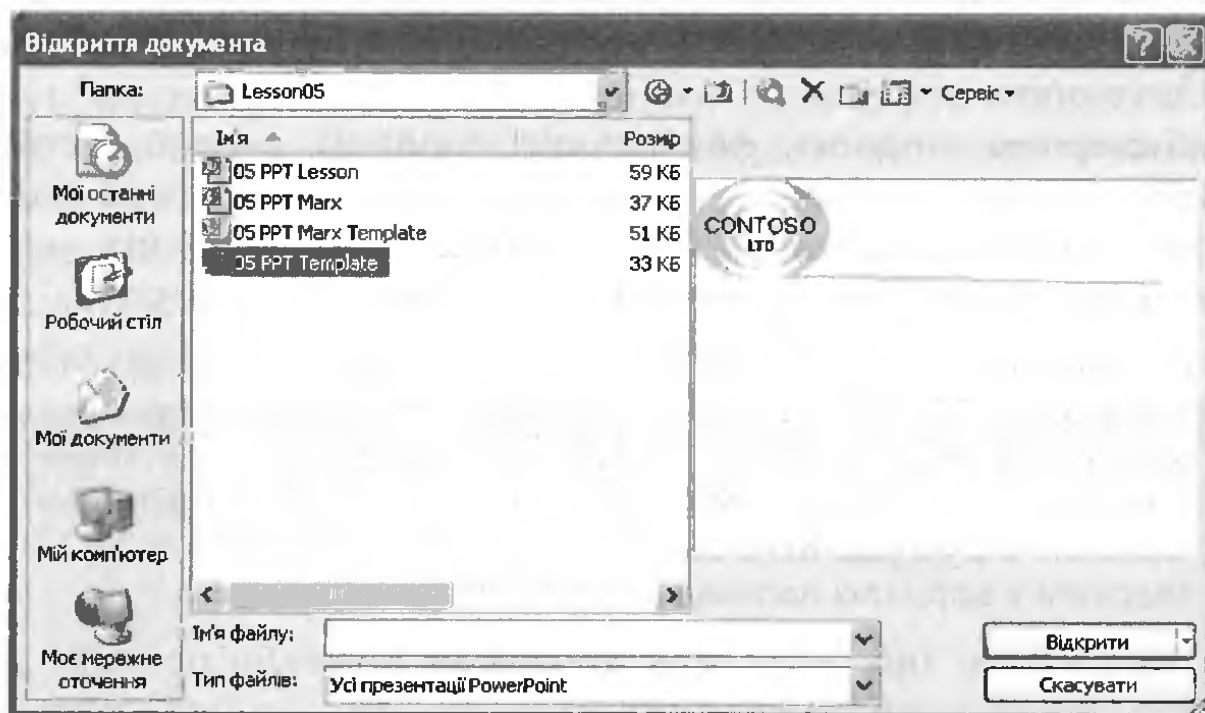 Відкриття документа
Папка:
Lesson05
Сервіс
Ім'я
Розмір
05 PPT Lesson
59 КБ
05 PPT Marx
37 КБ
05 PPT Marx Template
51 КБ
05 PPT Template
33 КБ
Мої останні
документи
Робочий стіл
Мої документи
Мій комп'ютер
Моє мережне
оточення
CONTOSO
LTD
Ім'я файлу:
Тип файлів:
Усі презентації PowerPoint
Відкрити
Скасувати